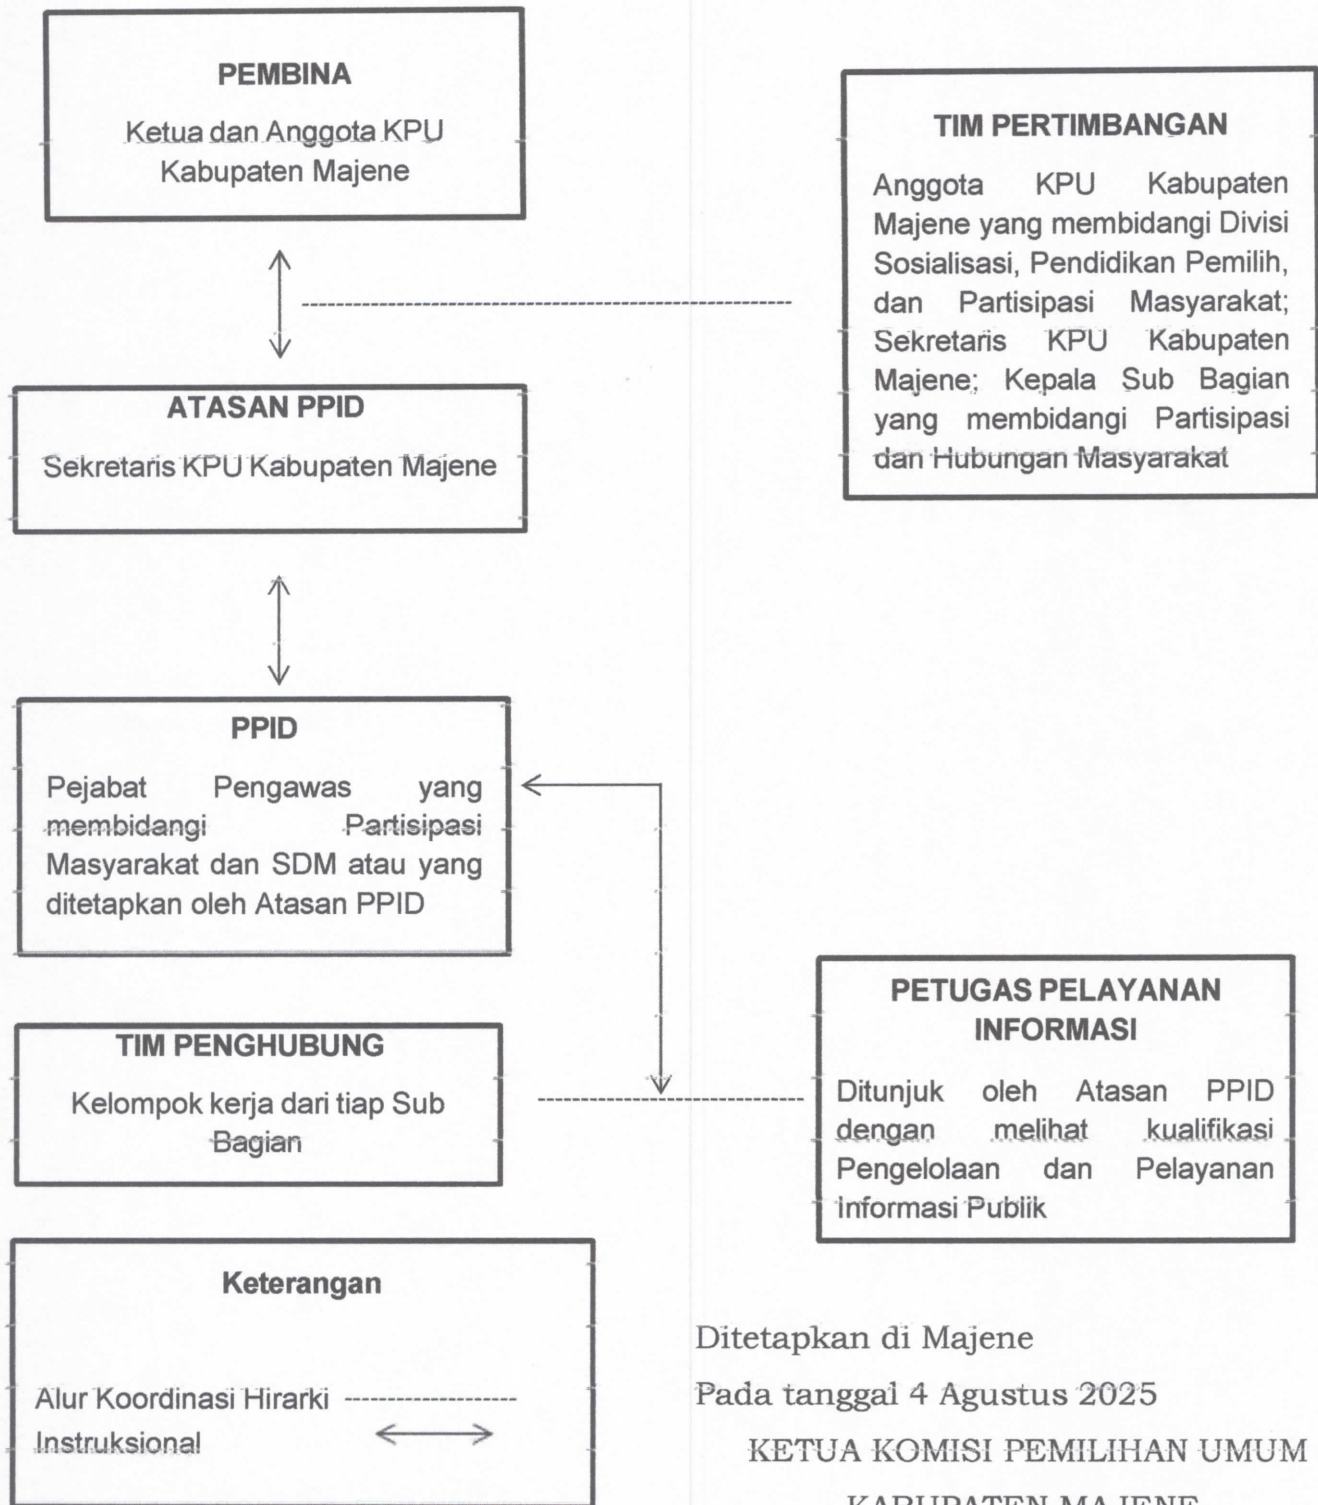 PEMBINA
Ketua dan Anggota KPU
Kabupaten Majene
TIM PERTIMBANGAN
Anggota KPU Kabupaten
Majene yang membidangi Divisi
Sosialisasi, Pendidikan Pemilih,
dan Partisipasi Masyarakat;
Sekretaris KPU Kabupaten
Majene; Kepala Sub Bagian
yang membidangi Partisipasi
dan Hubungan Masyarakat
ATASAN PPID
Sekretaris KPU Kabupaten Majene
PPID
Pejabat Pengawas yang
membidangi Partisipasi
Masyarakat dan SDM atau yang
ditetapkan oleh Atasan PPID
TIM PENGHUBUNG
Kelompok kerja dari tiap Sub
Bagian
PETUGAS PELAYANAN
INFORMASI
Ditunjuk oleh Atasan PPID
dengan melihat kualifikasi
Pengelolaan dan Pelayanan
Informasi Publik
Keterangan
Alur Koordinasi Hirarki
Instruksional
Ditetapkan di Majene
Pada tanggal 4 Agustus 2025
KETUA KOMISI PEMILIHAN UMUM
KABUPATEN MAJENE